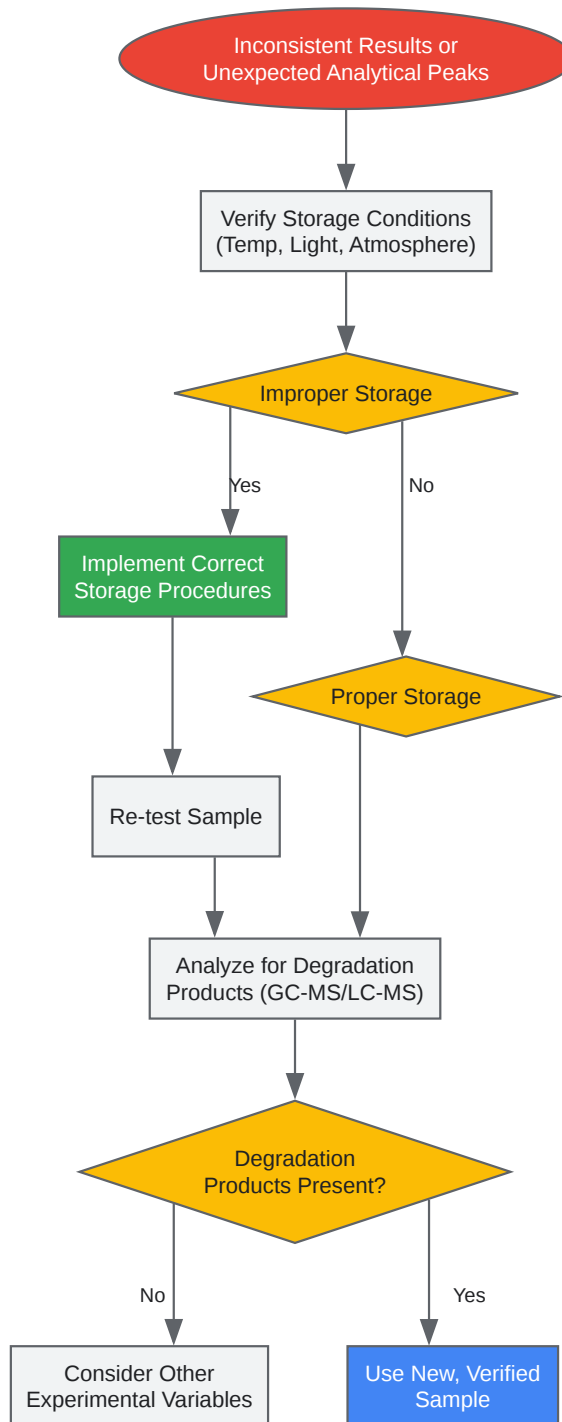 Inconsistent Results or
Unexpected Analytical Peaks
Verify Storage Conditions
(Temp, Light, Atmosphere)
Improper Storage
Yes
No
Implement Correct
Storage Procedures
Proper Storage
Re-test Sample
Analyze for Degradation
Products (GC-MS/LC-MS)
Degradation
Products Present?
No
Yes
Consider Other
Experimental Variables
Use New, Verified
Sample